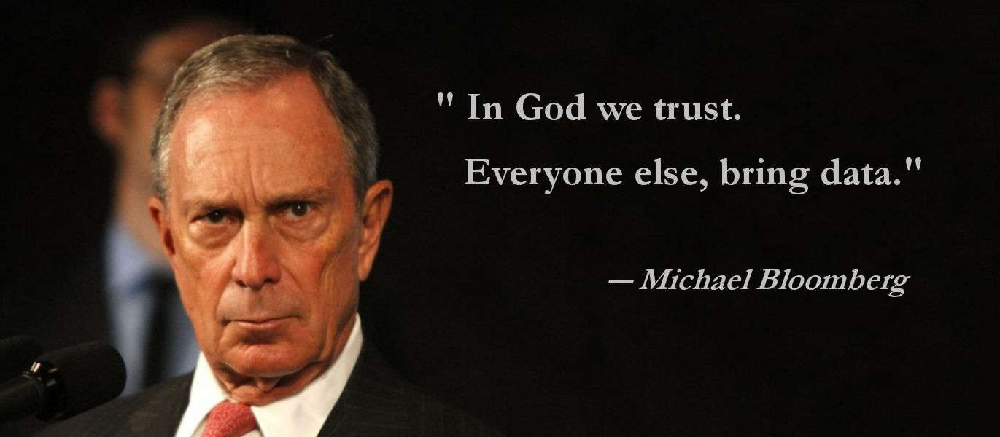 " In God we trust.
Everyone else, bring data."
— Michael Bloomberg